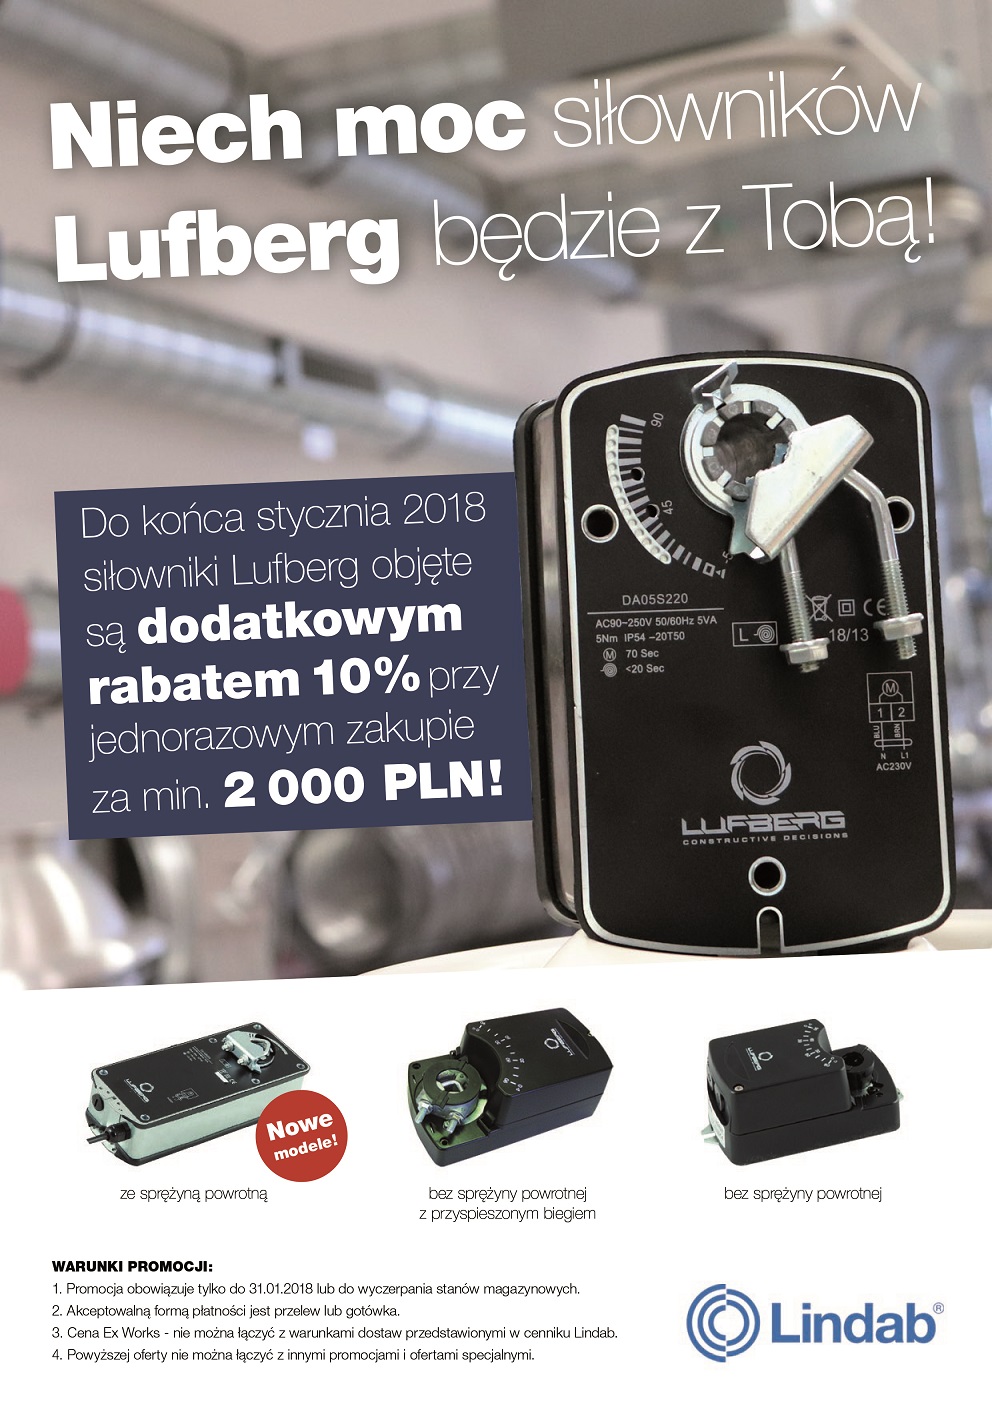 Niech moc siłowników
Lufberg będzie z Tobą!
Do końca stycznia 2018
siłowniki Lufberg objęte
są dodatkowym
rabatem 10% przy
jednorazowym zakupie
za min. 2 000 PLN!
90
45
DA05S220
AC90-250V 50/60Hz 5VA
5Nm IP54 -20T50
M 70 Sec
<20 Sec
L
CE
18/13
M
1 2
BLU BRN
N L1
AC230V
LUFBERG
CONSTRUCTIVE DECISIONS
LUFBERG
LUFBERG
LUFBERG
Nowe
modele!
ze sprężyną powrotną
bez sprężyny powrotnej
z przyspieszonym biegiem
bez sprężyny powrotnej
WARUNKI PROMOCJI:
1. Promocja obowiązuje tylko do 31.01.2018 lub do wyczerpania stanów magazynowych.
2. Akceptowalną formą płatności jest przelew lub gotówka.
3. Cena Ex Works - nie można łączyć z warunkami dostaw przedstawionymi w cenniku Lindab.
4. Powyższej oferty nie można łączyć z innymi promocjami i ofertami specjalnymi.
Lindab®